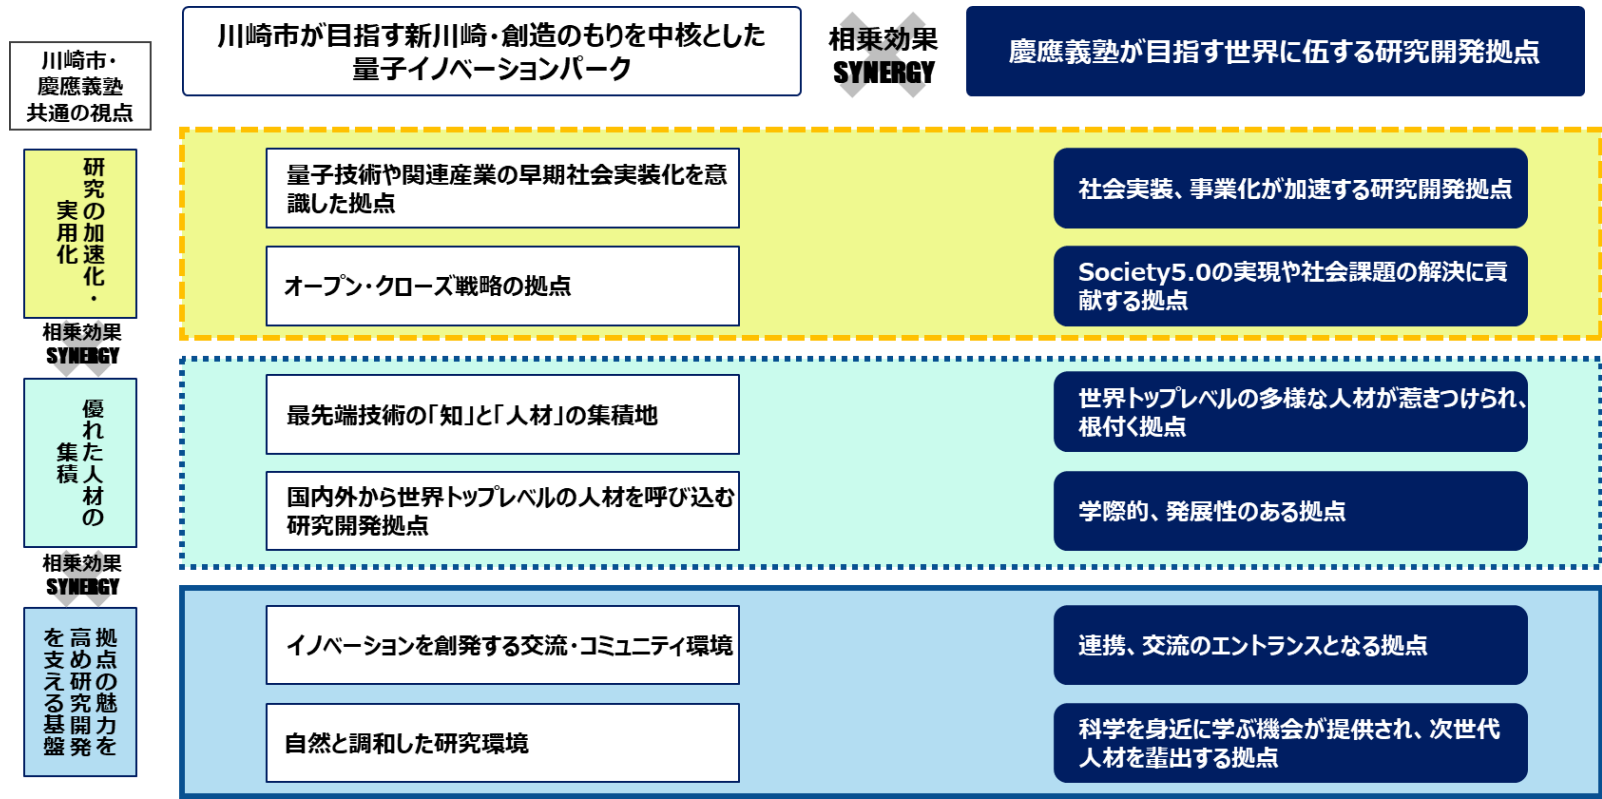 川崎市が目指す新川崎・創造のもりを中核とした
量子イノベーションパーク
相乗効果
SYNERGY
慶應義塾が目指す世界に伍する研究開発拠点
川崎市・
慶應義塾
共通の視点
研究の加速化・
実用化
量子技術や関連産業の早期社会実装化を意
識した拠点
社会実装、事業化が加速する研究開発拠点
オープン・クローズ戦略の拠点
Society5.0の実現や社会課題の解決に貢
献する拠点
相乗効果
SYNERGY
優れた人材の
集積
最先端技術の「知」と「人材」の集積地
世界トップレベルの多様な人材が惹きつけられ、
根付く拠点
国内外から世界トップレベルの人材を呼び込む
研究開発拠点
学際的、発展性のある拠点
相乗効果
SYNERGY
拠点の魅力を
高め研究開発
を支える基盤
イノベーションを創発する交流・コミュニティ環境
連携、交流のエントランスとなる拠点
自然と調和した研究環境
科学を身近に学ぶ機会が提供され、次世代
人材を輩出する拠点